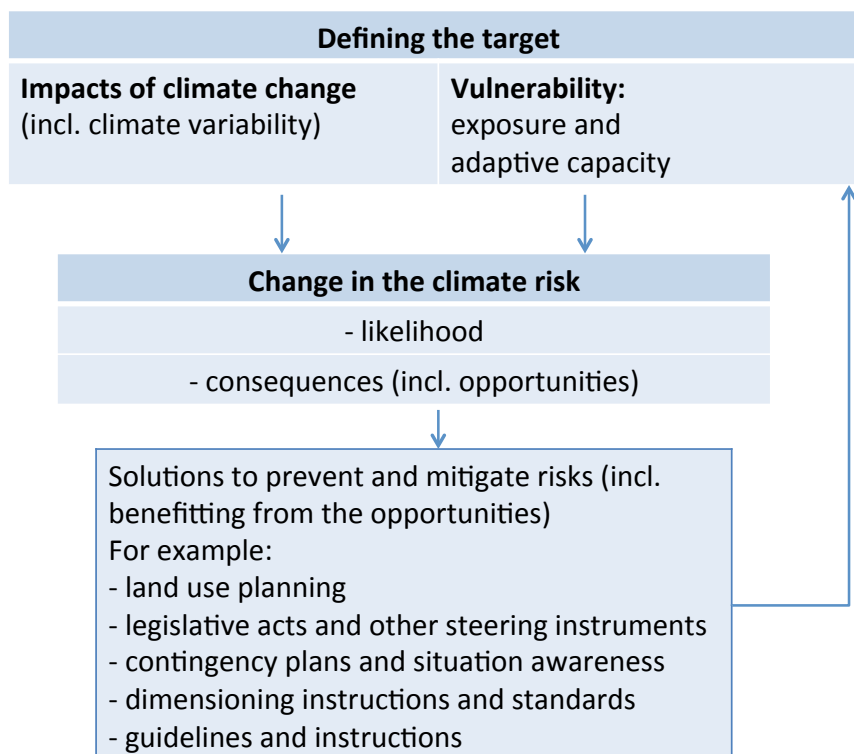 Defining the target
Impacts of climate change
(incl. climate variability)
Vulnerability:
exposure and
adaptive capacity
Change in the climate risk
- likelihood
- consequences (incl. opportunities)
Solutions to prevent and mitigate risks (incl.
benefitting from the opportunities)
For example:
- land use planning
- legislative acts and other steering instruments
- contingency plans and situation awareness
- dimensioning instructions and standards
- guidelines and instructions